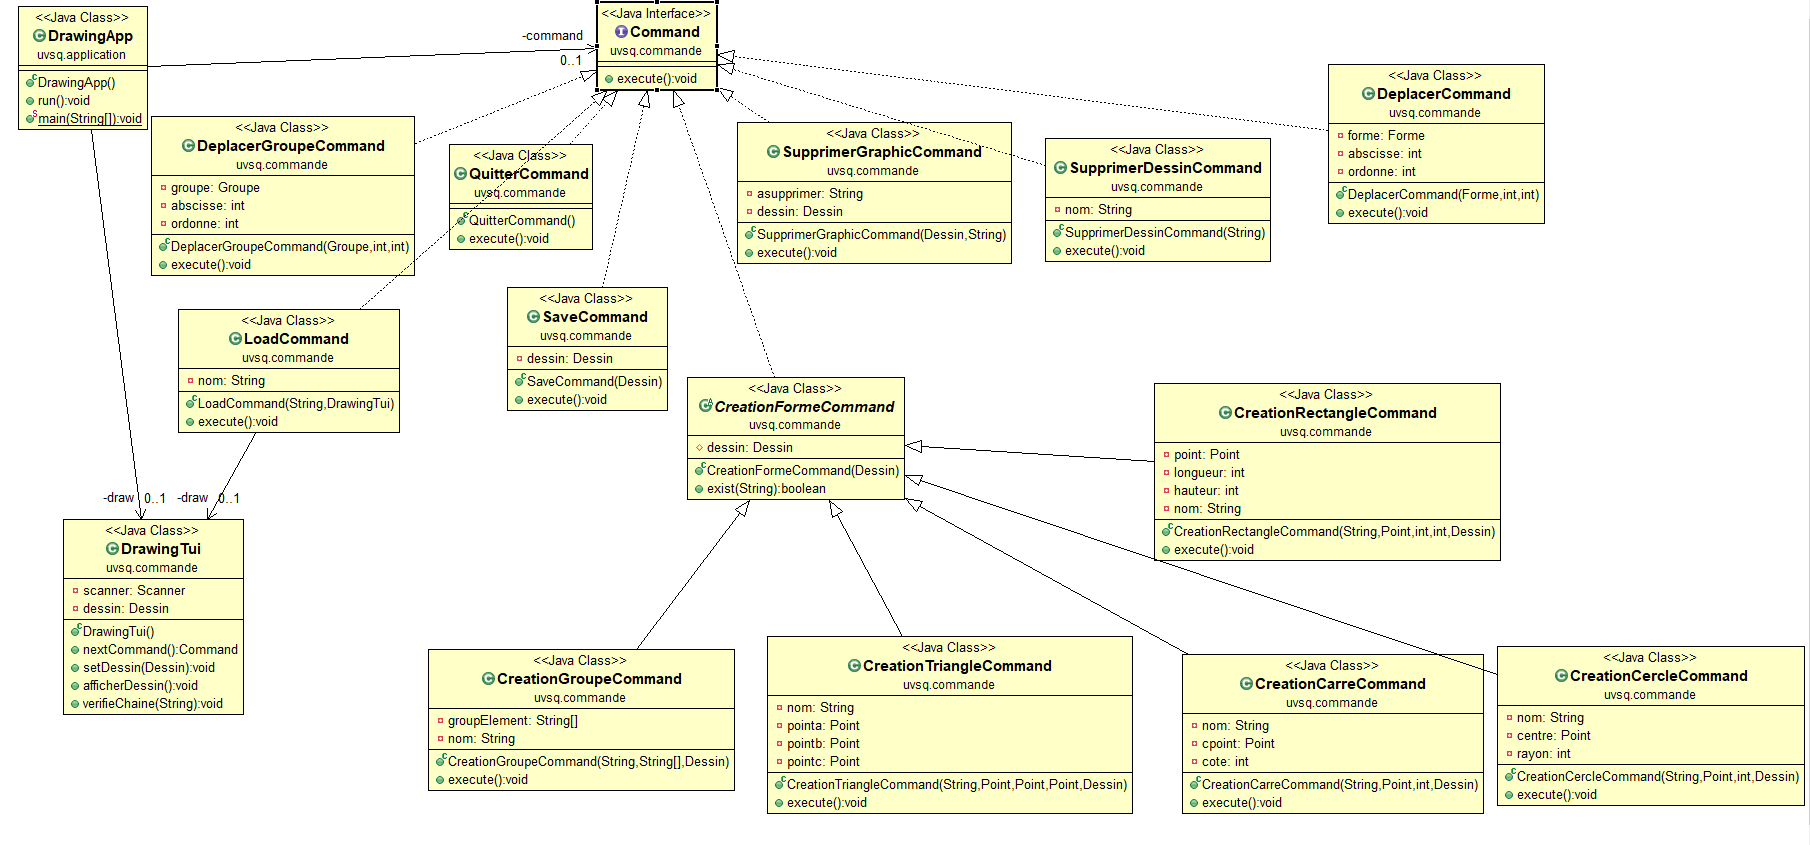 <<Java Class>>
DrawingApp
uvsq.application
DrawingApp()
run():void
main(String[]):void
-command
0..1
<<Java Interface>>
Command
uvsq.commande
execute():void
<<Java Class>>
DeplacerCommand
uvsq.commande
forme: Forme
abscisse: int
ordonne: int
DeplacerCommand(Forme,int,int)
execute():void
<<Java Class>>
DeplacerGroupeCommand
uvsq.commande
groupe: Groupe
abscisse: int
ordonne: int
DeplacerGroupeCommand(Groupe,int,int)
execute():void
<<Java Class>>
QuitterCommand
uvsq.commande
QuitterCommand()
execute():void
<<Java Class>>
SupprimerGraphicCommand
uvsq.commande
asupprimer: String
dessin: Dessin
SupprimerGraphicCommand(Dessin,String)
execute():void
<<Java Class>>
SupprimerDessinCommand
uvsq.commande
nom: String
SupprimerDessinCommand(String)
execute():void
<<Java Class>>
LoadCommand
uvsq.commande
nom: String
LoadCommand(String,DrawingTui)
execute():void
<<Java Class>>
SaveCommand
uvsq.commande
dessin: Dessin
SaveCommand(Dessin)
execute():void
<<Java Class>>
CreationFormeCommand
uvsq.commande
dessin: Dessin
CreationFormeCommand(Dessin)
exist(String):boolean
<<Java Class>>
CreationRectangleCommand
uvsq.commande
point: Point
longueur: int
hauteur: int
nom: String
CreationRectangleCommand(String,Point,int,int,Dessin)
execute():void
-draw 0..1
-draw 0..1
<<Java Class>>
DrawingTui
uvsq.commande
scanner: Scanner
dessin: Dessin
DrawingTui()
nextCommand():Command
setDessin(Dessin):void
afficherDessin():void
verifieChaine(String):void
<<Java Class>>
CreationGroupeCommand
uvsq.commande
groupElement: String[]
nom: String
CreationGroupeCommand(String,String[],Dessin)
execute():void
<<Java Class>>
CreationTriangleCommand
uvsq.commande
nom: String
pointa: Point
pointb: Point
pointc: Point
CreationTriangleCommand(String,Point,Point,Point,Dessin)
execute():void
<<Java Class>>
CreationCarreCommand
uvsq.commande
nom: String
cpoint: Point
cote: int
CreationCarreCommand(String,Point,int,Dessin)
execute():void
<<Java Class>>
CreationCercleCommand
uvsq.commande
nom: String
centre: Point
rayon: int
CreationCercleCommand(String,Point,int,Dessin)
execute():void